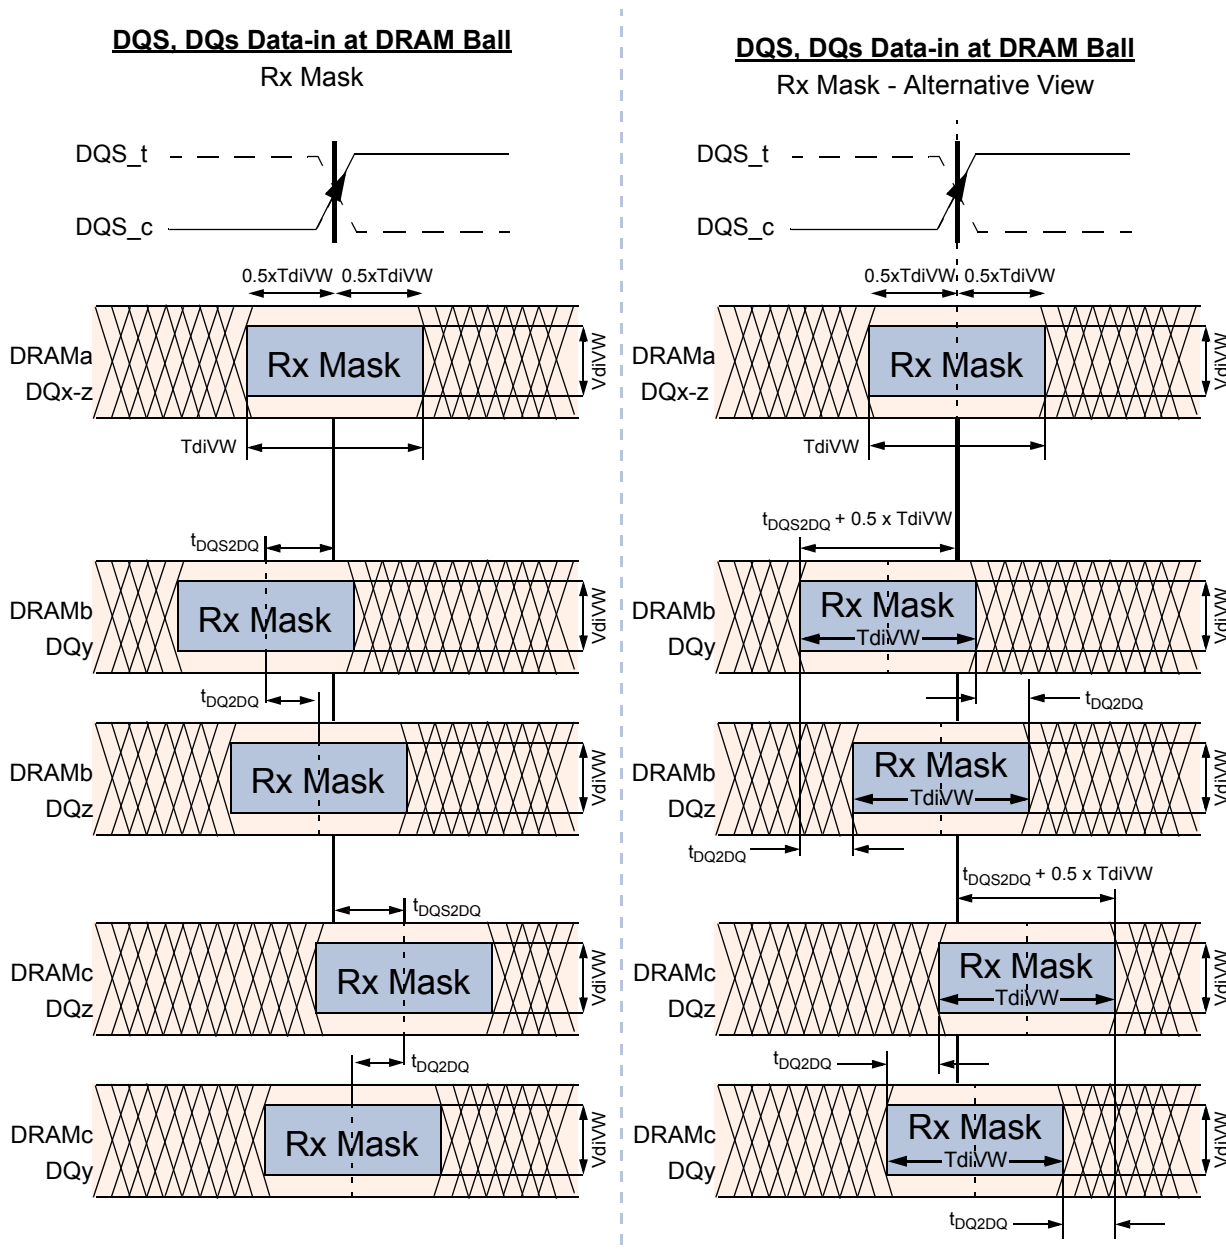 DQS, DQs Data-in at DRAM Ball
Rx Mask
DQS_t
DQS_c
0.5xTdiVW 0.5xTdiVW
DRAMa
DQx-z
Rx Mask
VdiVW
TdiVW
tDQS2DQ
DRAMb
DQy
Rx Mask
VdiVW
tDQ2DQ
DRAMb
DQz
Rx Mask
VdiVW
tDQS2DQ
DRAMc
DQz
Rx Mask
VdiVW
tDQ2DQ
DRAMc
DQy
Rx Mask
VdiVW
DQS, DQs Data-in at DRAM Ball
Rx Mask - Alternative View
DQS_t
DQS_c
0.5xTdiVW 0.5xTdiVW
DRAMa
DQx-z
Rx Mask
VdiVW
TdiVW
tDQS2DQ + 0.5 x TdiVW
DRAMb
DQy
Rx Mask
TdiVW
VdiVW
tDQ2DQ
DRAMb
DQz
Rx Mask
TdiVW
VdiVW
tDQ2DQ
tDQS2DQ + 0.5 x TdiVW
DRAMc
DQz
Rx Mask
TdiVW
VdiVW
tDQ2DQ
DRAMc
DQy
Rx Mask
TdiVW
VdiVW
tDQ2DQ